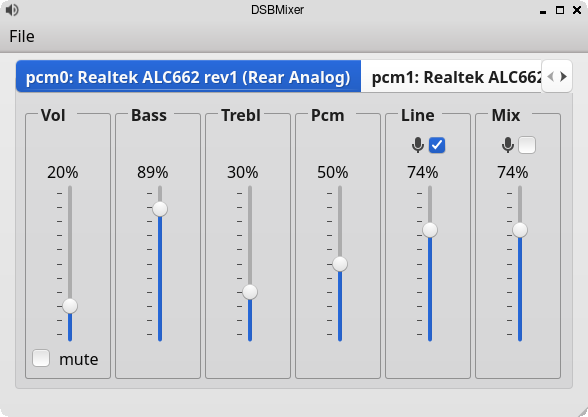 DSBMixer
File
pcm0: Realtek ALC662 rev1 (Rear Analog) pcm1: Realtek ALC662
Vol Bass Trebl Pcm Line Mix
20% 89% 30% 50% 74% 74%
mute